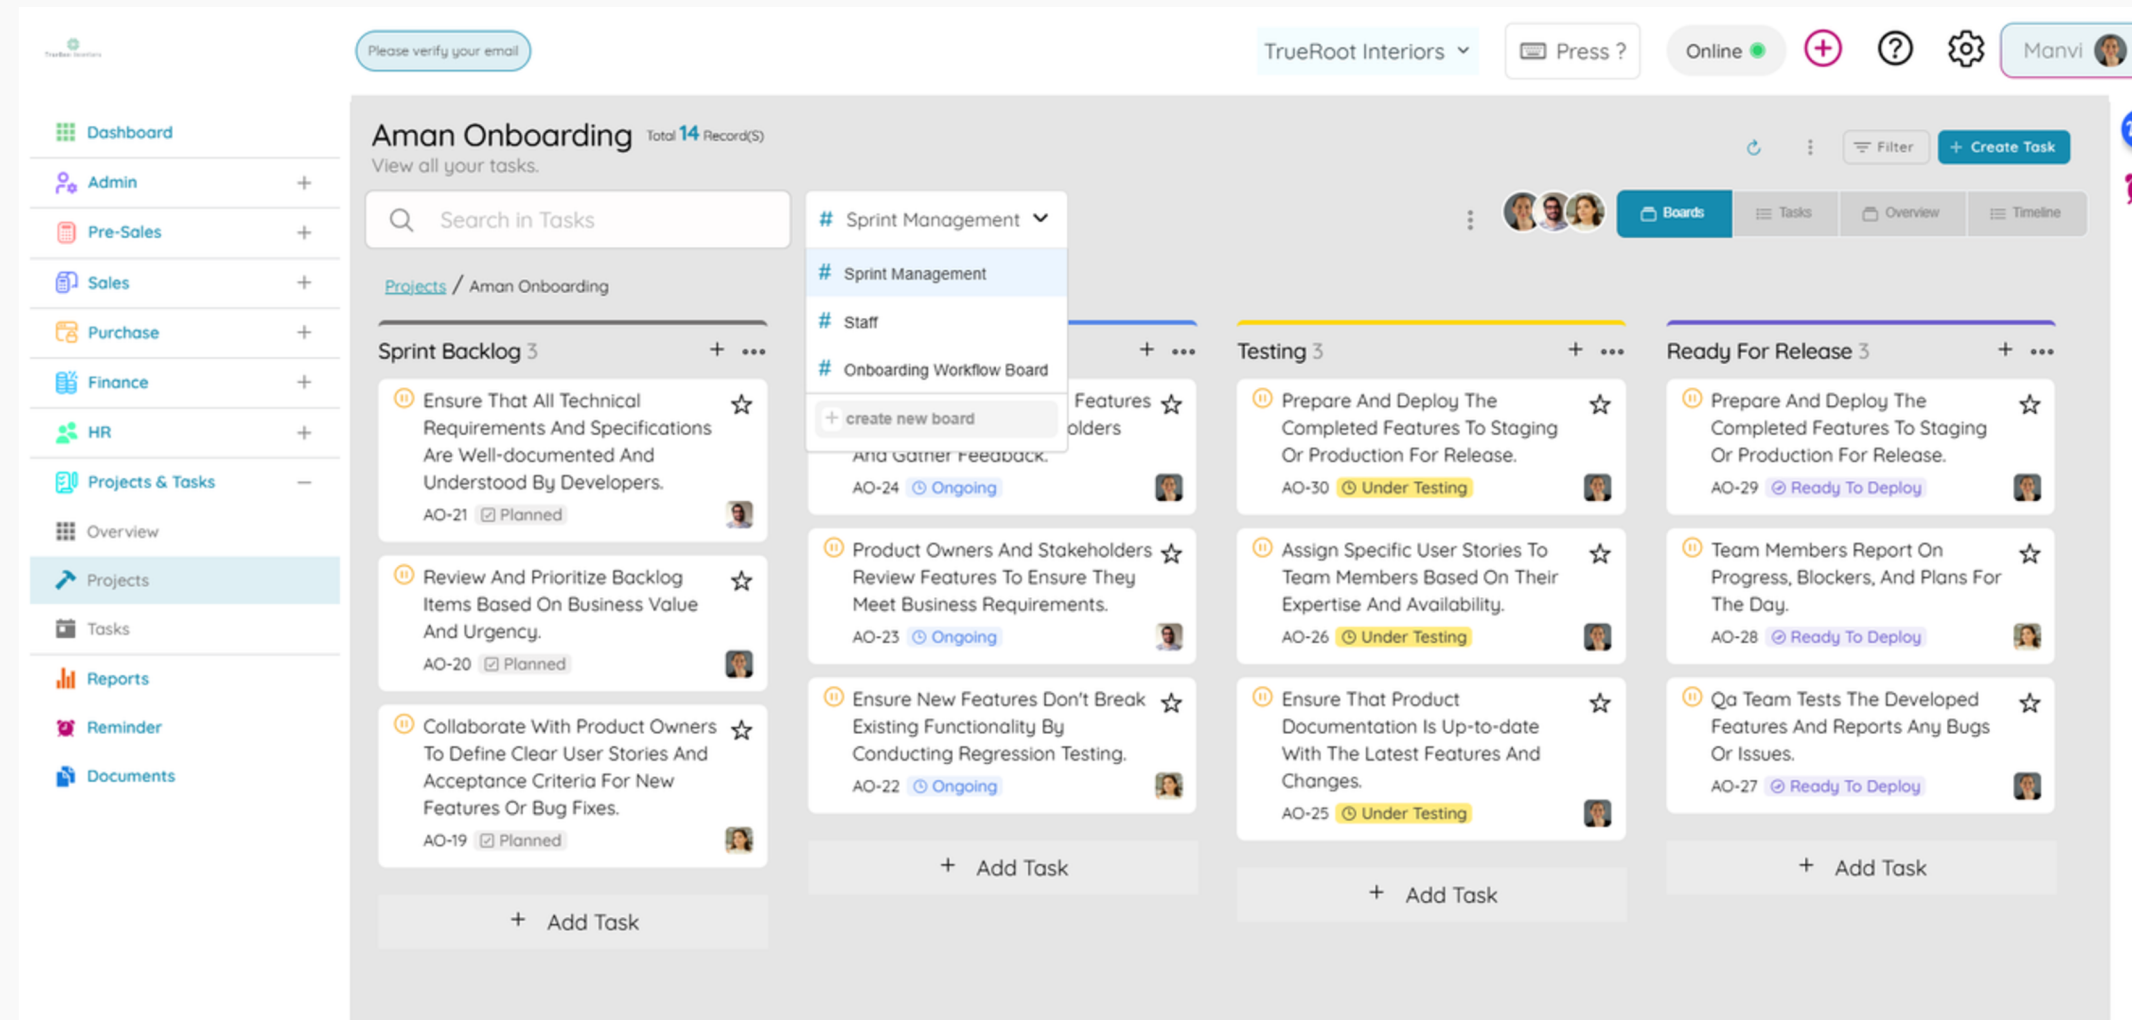 TrueRoot Interiors
Please verify your email
TrueRoot Interiors
Press ?
Online
Manvi
Dashboard
Admin
Pre-Sales
Sales
Purchase
Finance
HR
Projects & Tasks
Overview
Projects
Tasks
Reports
Reminder
Documents
Aman Onboarding Total 14 Record(S)
View all your tasks.
Filter
+ Create Task
Search in Tasks
# Sprint Management
Boards
Tasks
Overview
Timeline
# Sprint Management
# Staff
# Onboarding Workflow Board
+ create new board
Projects / Aman Onboarding
Sprint Backlog 3
Ensure That All Technical
Requirements And Specifications
Are Well-documented And
Understood By Developers.
AO-21 Planned
Review And Prioritize Backlog
Items Based On Business Value
And Urgency.
AO-20 Planned
Collaborate With Product Owners
To Define Clear User Stories And
Acceptance Criteria For New
Features Or Bug Fixes.
AO-19 Planned
+ Add Task
Features
olders
And Gather Feedback.
AO-24 Ongoing
Product Owners And Stakeholders
Review Features To Ensure They
Meet Business Requirements.
AO-23 Ongoing
Ensure New Features Don't Break
Existing Functionality By
Conducting Regression Testing.
AO-22 Ongoing
+ Add Task
Testing 3
Prepare And Deploy The
Completed Features To Staging
Or Production For Release.
AO-30 Under Testing
Assign Specific User Stories To
Team Members Based On Their
Expertise And Availability.
AO-26 Under Testing
Ensure That Product
Documentation Is Up-to-date
With The Latest Features And
Changes.
AO-25 Under Testing
+ Add Task
Ready For Release 3
Prepare And Deploy The
Completed Features To Staging
Or Production For Release.
AO-29 Ready To Deploy
Team Members Report On
Progress, Blockers, And Plans For
The Day.
AO-28 Ready To Deploy
Qa Team Tests The Developed
Features And Reports Any Bugs
Or Issues.
AO-27 Ready To Deploy
+ Add Task